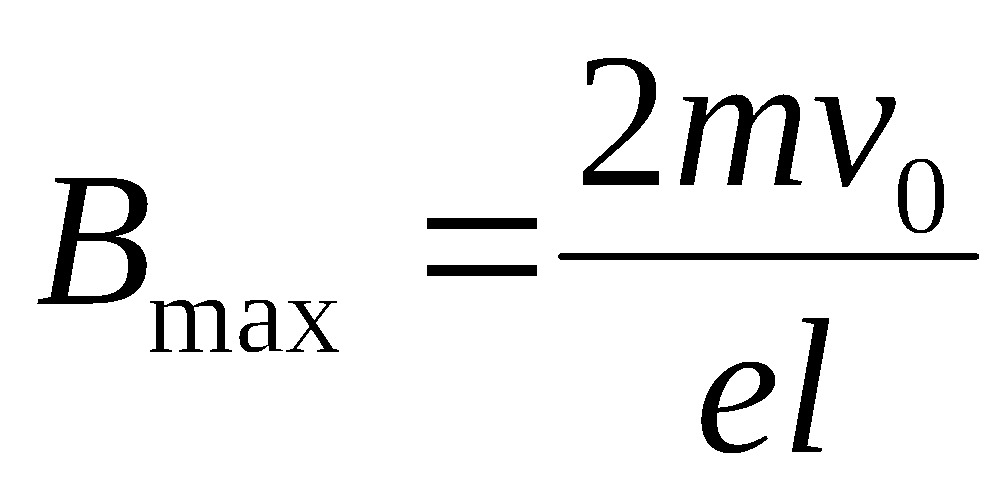 B_max = 2mv_0 / el